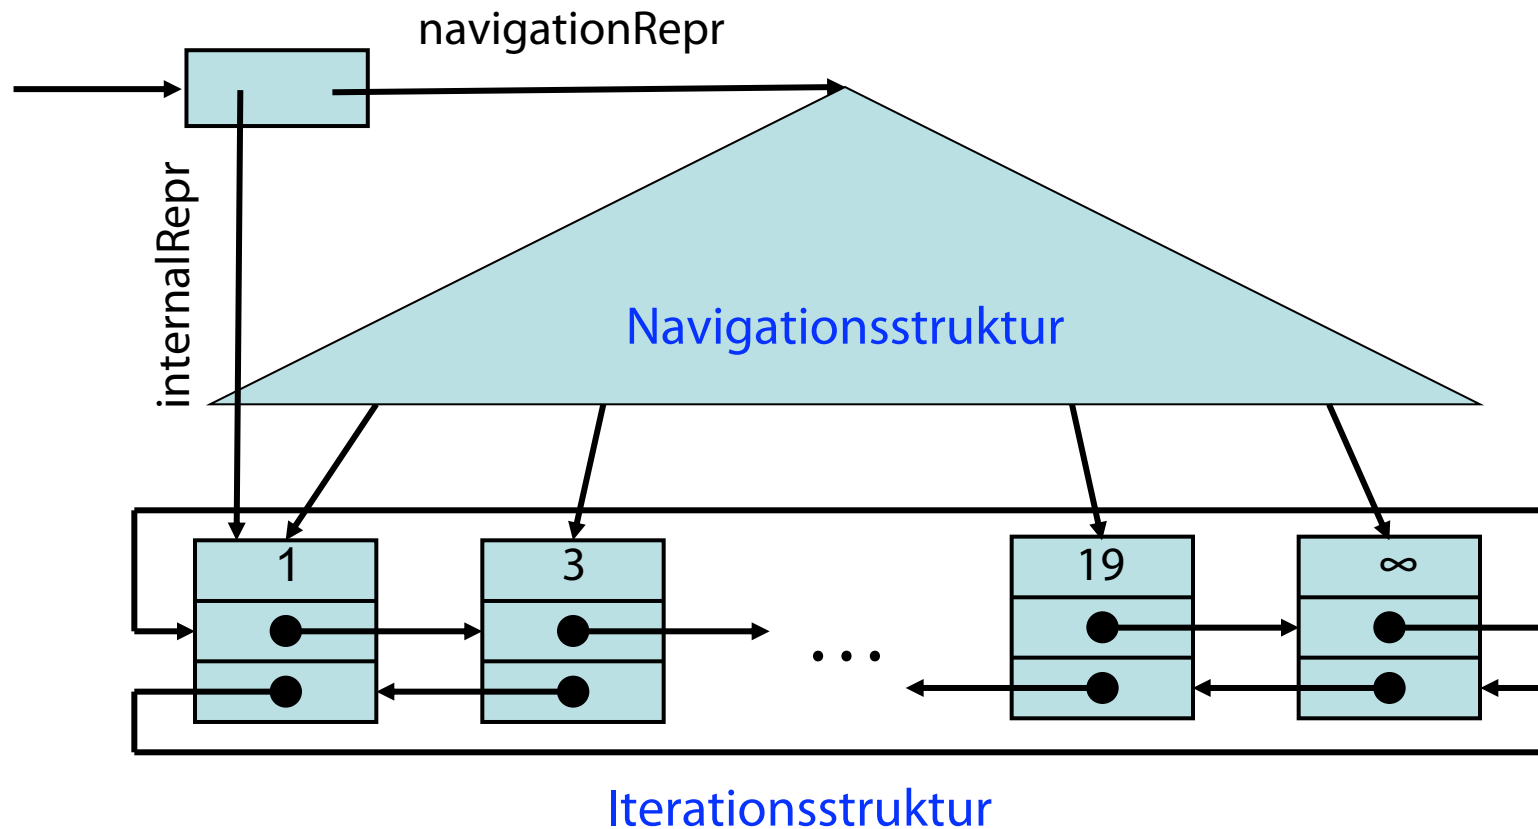 navigationRepr
internalRepr
Navigationsstruktur
1
3
...
19
∞
Iterationsstruktur